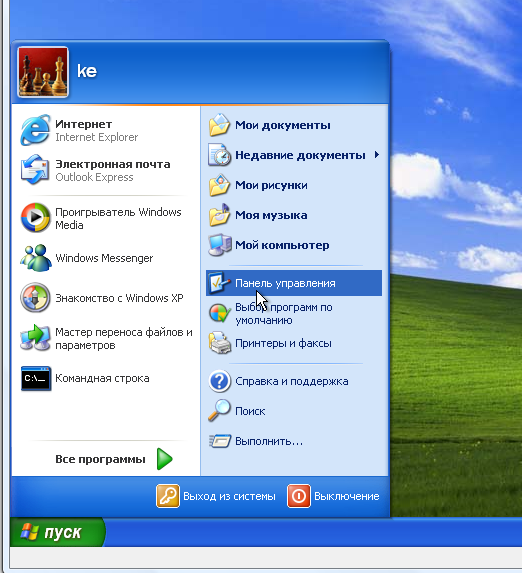 ke
Интернет
Internet Explorer
Электронная почта
Outlook Express
Проигрыватель Windows
Media
Windows Messenger
Знакомство с Windows XP
Мастер переноса файлов и
параметров
C:\_
Командная строка
Все программы
Мои документы
Недавние документы
Мои рисунки
Моя музыка
Мой компьютер
Панель управления
Выбор программ по
умолчанию
Принтеры и факсы
Справка и поддержка
Поиск
Выполнить...
Выход из системы
Выключение
пуск